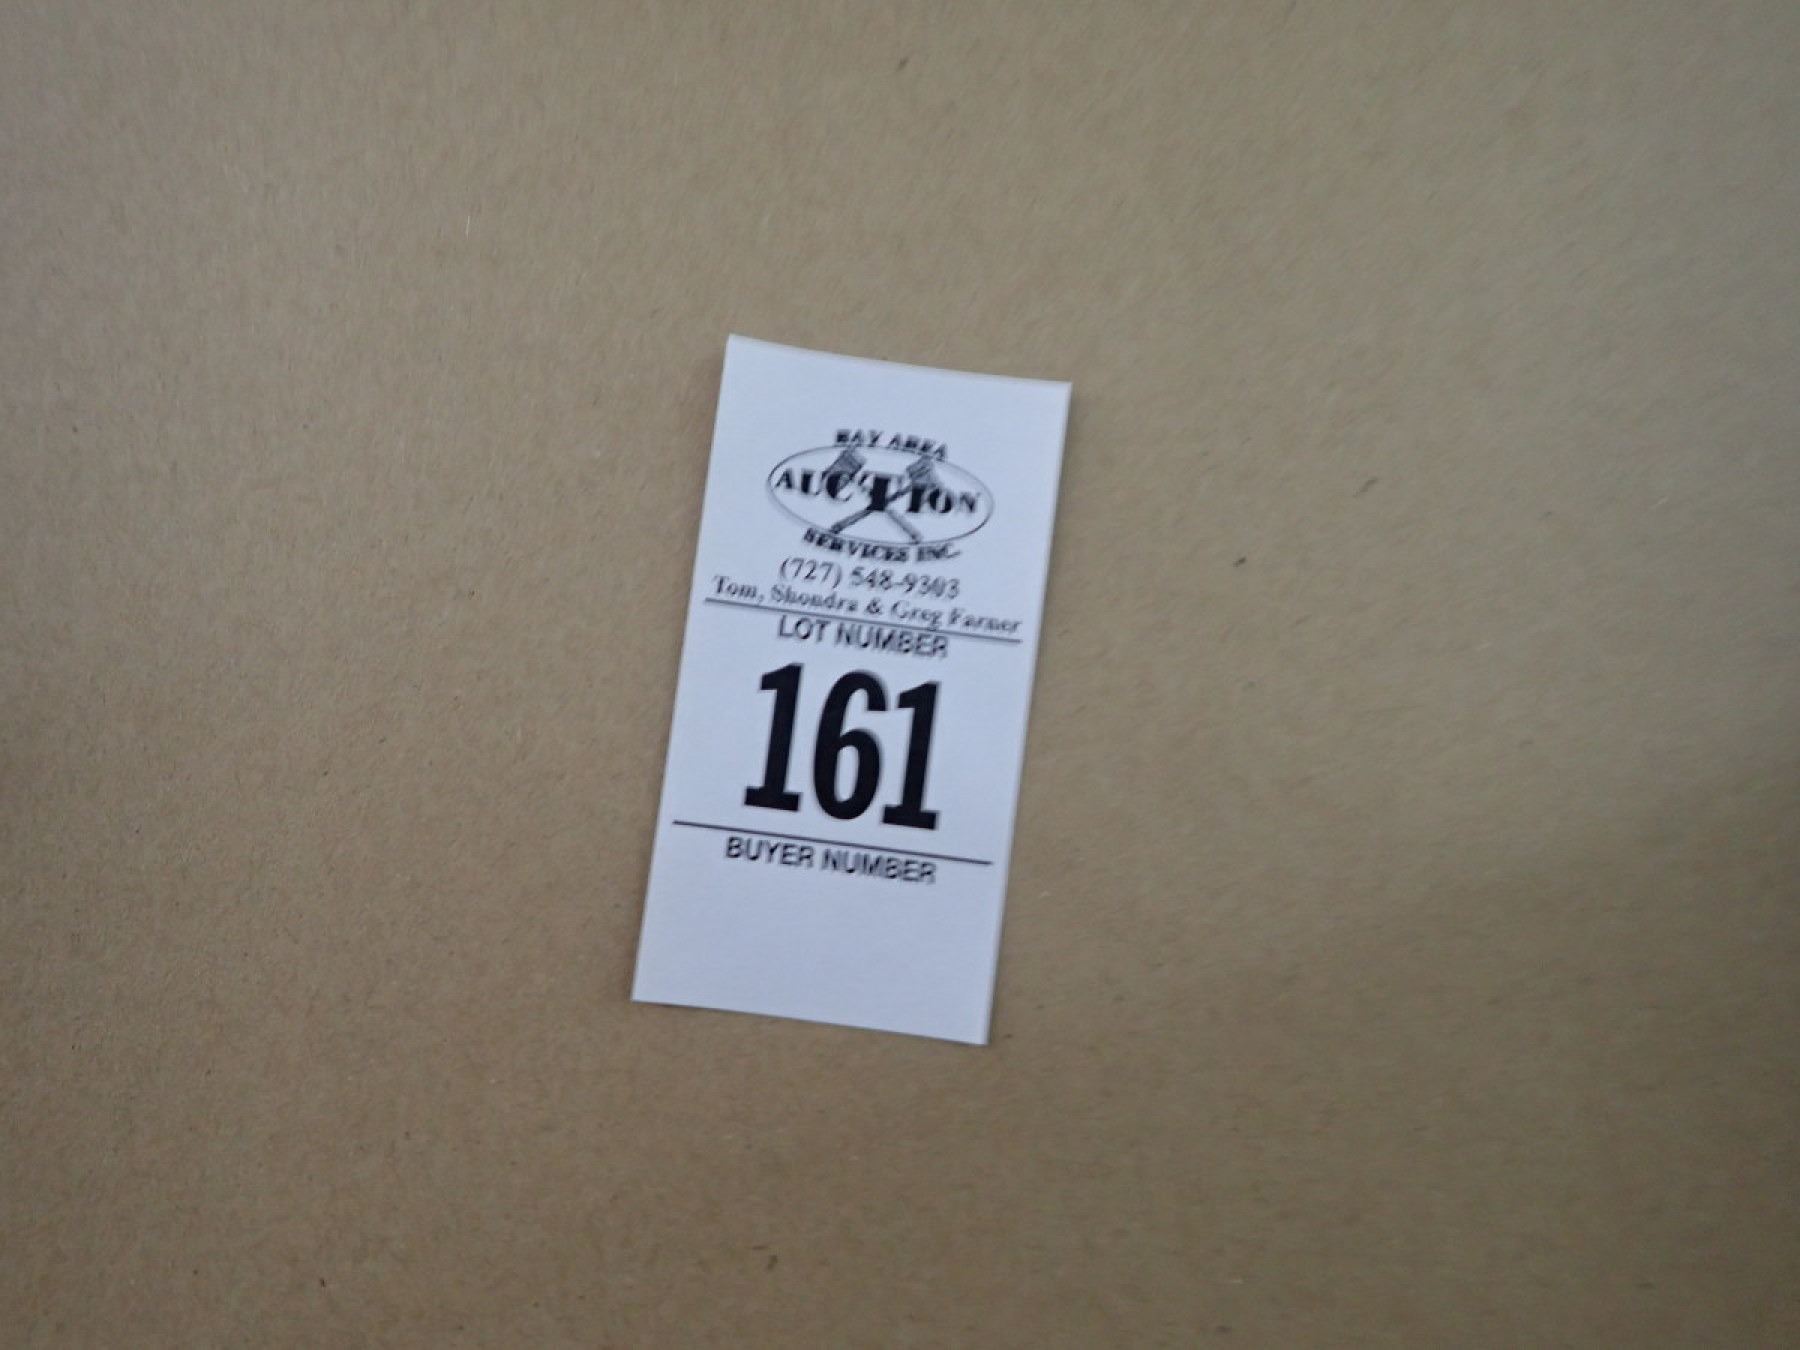 BAY AREA
AUCTION
SERVICES INC.
(727) 548-9303
Tom, Shondra & Greg Farner
LOT NUMBER
161
BUYER NUMBER